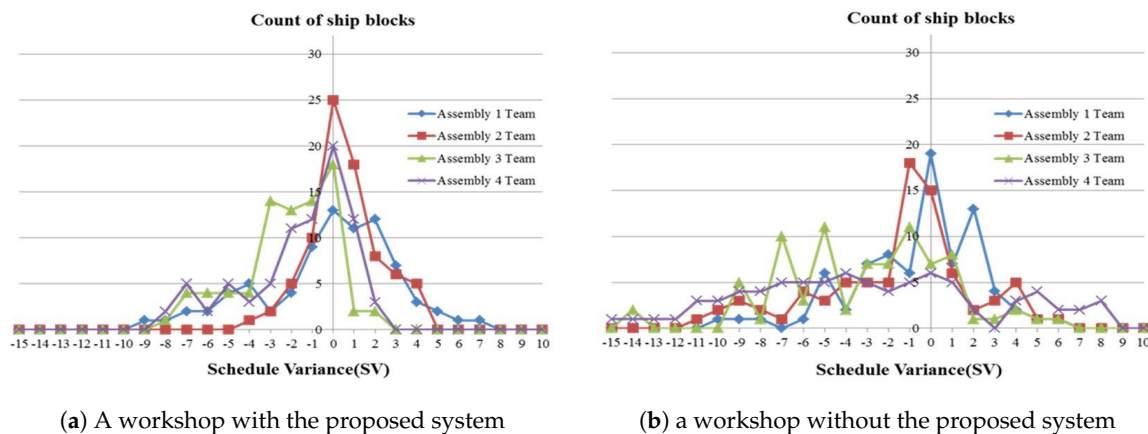 Count of ship blocks
30
25
20
15
10
5
0
Assembly 1 Team
Assembly 2 Team
Assembly 3 Team
Assembly 4 Team
-15 -14 -13 -12 -11 -10 -9 -8 -7 -6 -5 -4 -3 -2 -1 0 1 2 3 4 5 6 7 8 9 10
Schedule Variance(SV)
(a) A workshop with the proposed system
Count of ship blocks
30
25
20
15
10
5
0
Assembly 1 Team
Assembly 2 Team
Assembly 3 Team
Assembly 4 Team
-15 -14 -13 -12 -11 -10 -9 -8 -7 -6 -5 -4 -3 -2 -1 0 1 2 3 4 5 6 7 8 9 10
Schedule Variance(SV)
(b) a workshop without the proposed system